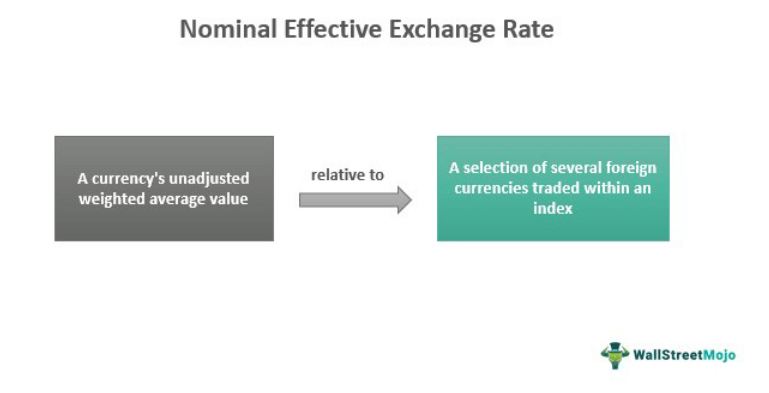 Nominal Effective Exchange Rate
A currency's unadjusted
weighted average value
relative to
A selection of several foreign
currencies traded within an
index
WallStreetMojo